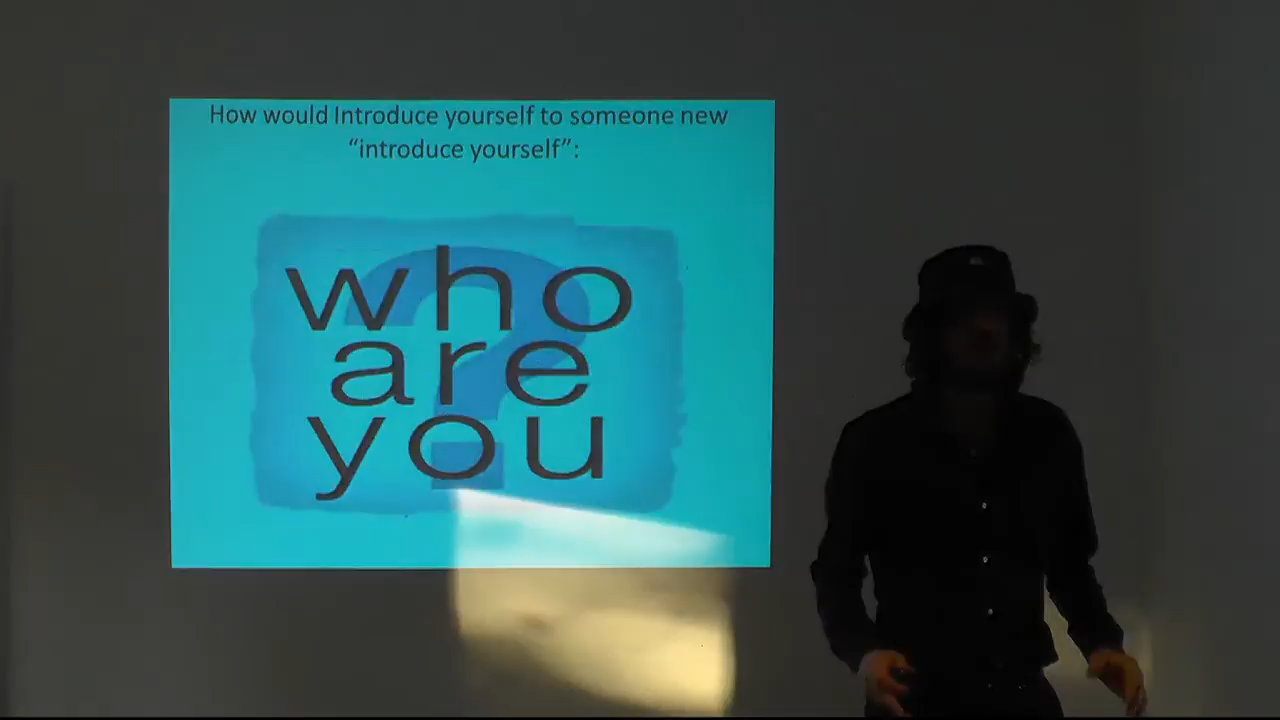 How would Introduce yourself to someone new
“introduce yourself”:
who
are
you